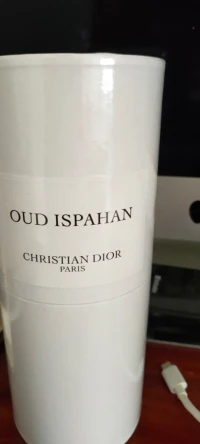 OUD ISPAHAN
CHRISTIAN DIOR
PARIS